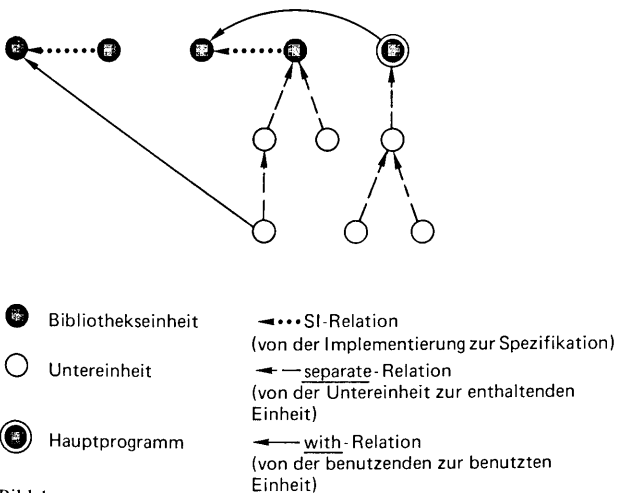 Bibliothekseinheit
SI-Relation
(von der Implementierung zur Spezifikation)
Untereinheit
separate-Relation
(von der Untereinheit zur enthaltenden
Einheit)
Hauptprogramm
with-Relation
(von der benutzenden zur benutzten
Einheit)